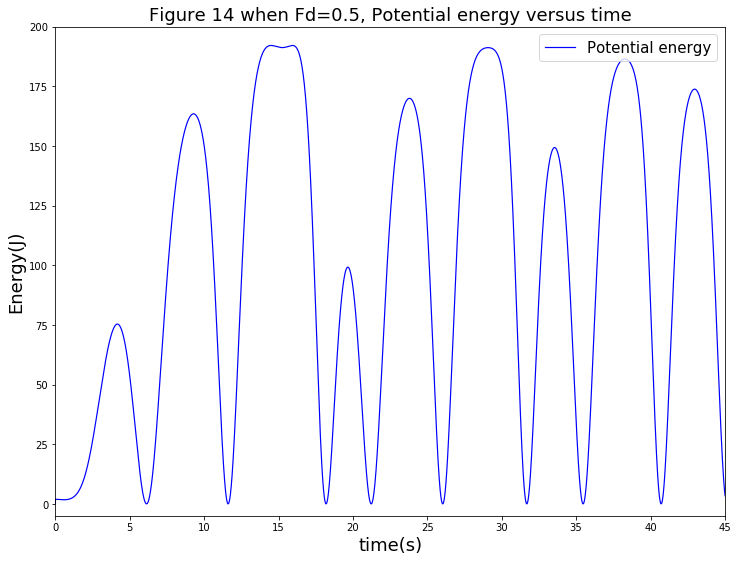 Figure 14 when Fd=0.5, Potential energy versus time
Potential energy
Energy(J)
200
175
150
125
100
75
50
25
0
0 5 10 15 20 25 30 35 40 45
time(s)